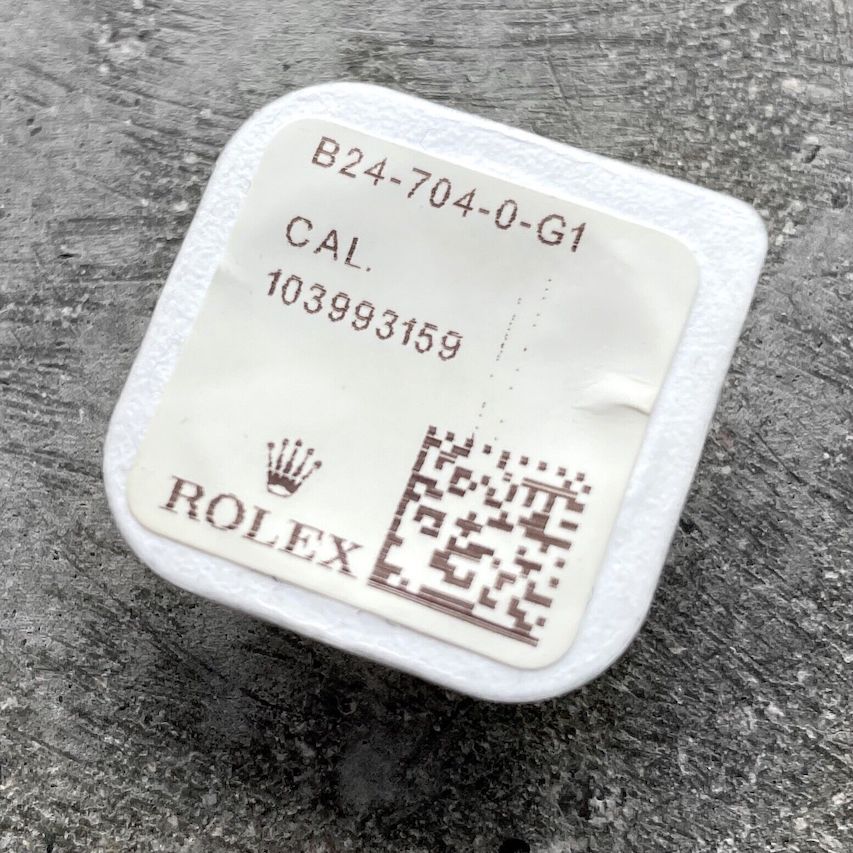 B24-704-0-G1
CAL.
103993159
ROLEX